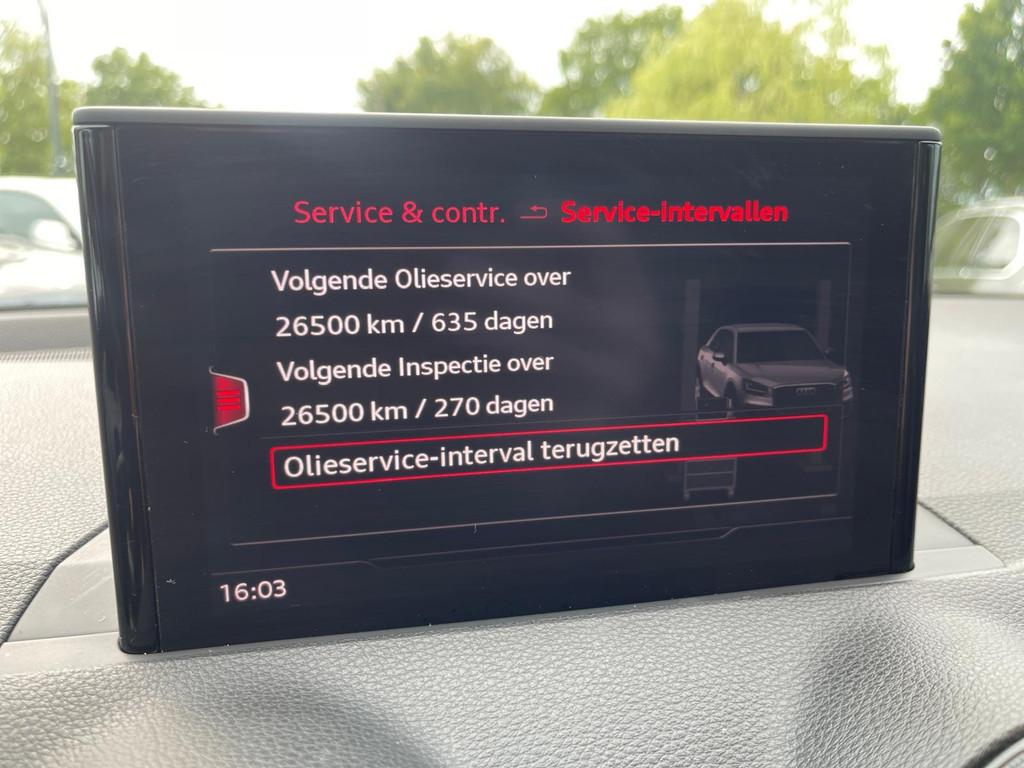 Service & contr. Service-intervallen
Volgende Olieservice over
26500 km / 635 dagen
Volgende Inspectie over
26500 km / 270 dagen
Olieservice-interval terugzetten
16:03